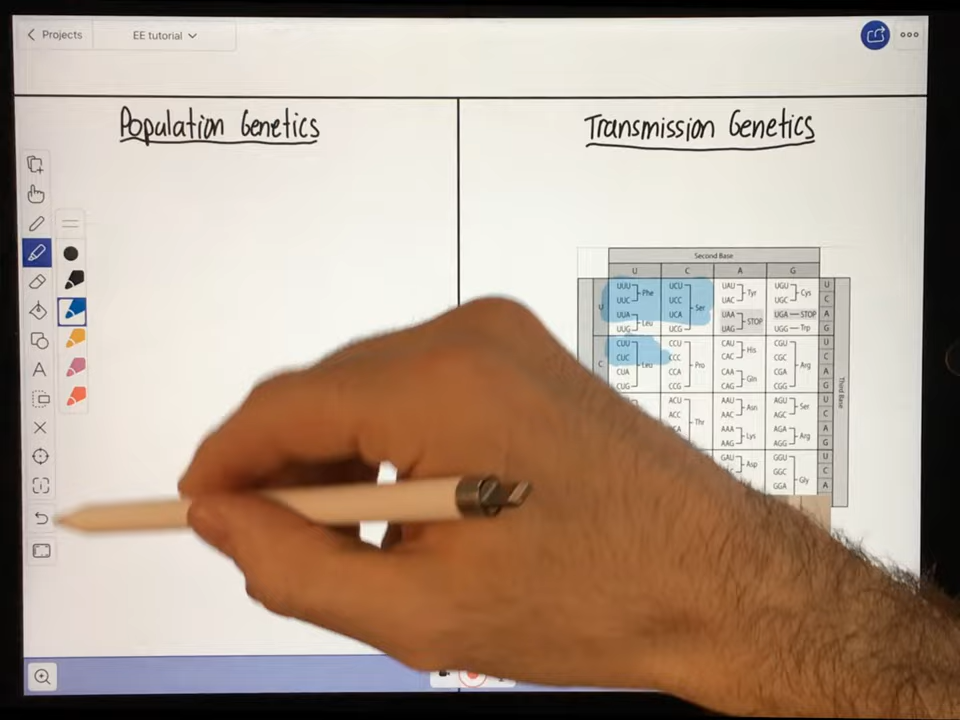 Projects
EE tutorial
Population Genetics
Transmission Genetics
Second Base
U C A G
UUU UCU UAU UGU U
Phe Tyr Cys
UUC UCC UAC UGC C
U Ser
UUA UCA UAA UGA STOP A
Leu STOP
UUG UCG UAG UGG Trp G
CUU CCU CAU CGU U
His
CUC CCC CAC CGC C
C Leu Pro Arg
CUA CCA CAA CGA A
Gln
CUG CCG CAG CGG G
ACU AAU AGU U
Asn Ser
ACC AAC AGC C
Thr
AAA AGA A
Lys Arg
AAG AGG G
GAU GGU U
Asp
GGC C
Gly
GGA A
Third Base
A